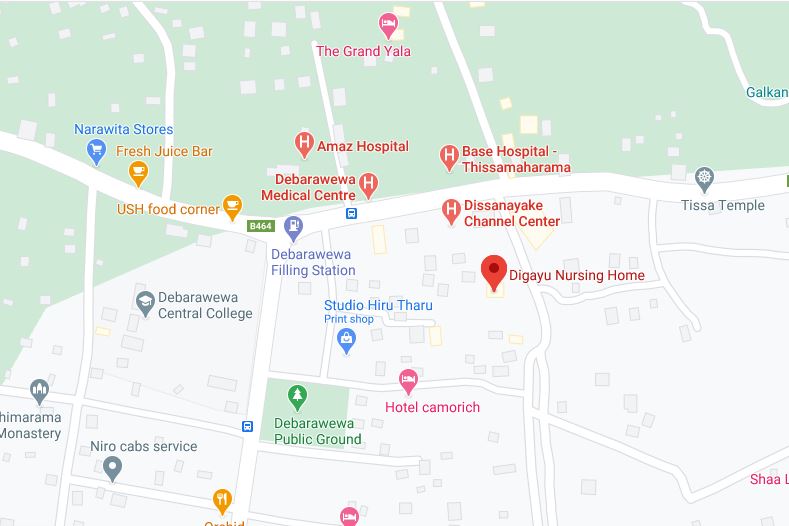 The Grand Yala
Galkan
Narawita Stores
Fresh Juice Bar
Amaz Hospital
Base Hospital -
Thissamaharama
Debarawewa
Medical Centre
USH food corner
Dissanayake
Channel Center
Tissa Temple
B464
Debarawewa
Filling Station
Digayu Nursing Home
Debarawewa
Central College
Studio Hiru Tharu
Print shop
Hotel camorich
himarama
Monastery
Debarawewa
Public Ground
Niro cabs service
Shaa L
Orchid